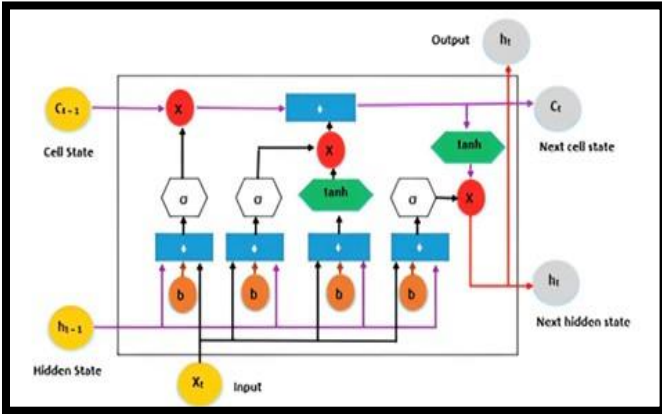 Output
hₜ
Cₜ₋₁
x
+
Cₜ
Cell State
x
tanh
Next cell state
σ
σ
tanh
σ
x
+
+
+
+
b
b
b
b
hₜ
hₜ₋₁
Next hidden state
Hidden State
Xₜ
Input